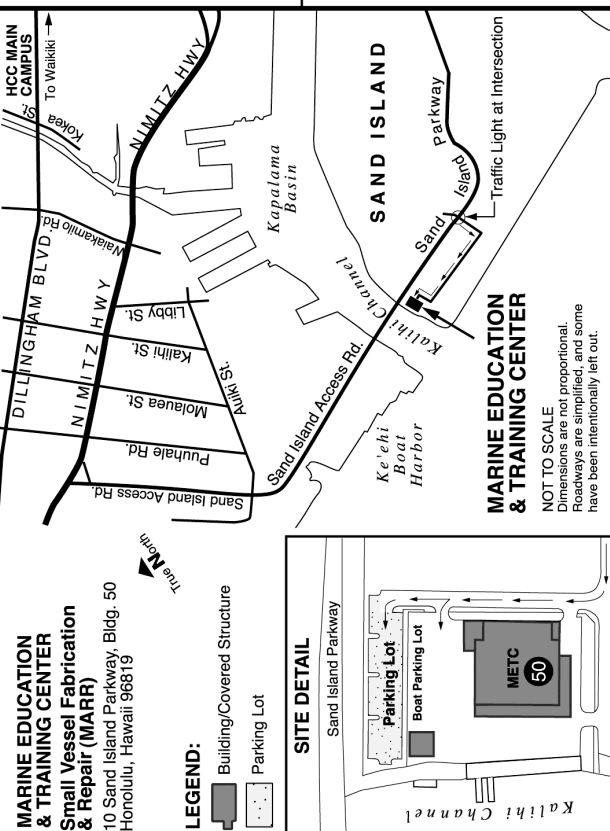 MARINE EDUCATION
& TRAINING CENTER
Small Vessel Fabrication
& Repair (MARR)
10 Sand Island Parkway, Bldg. 50
Honolulu, Hawaii 96819
True North
LEGEND:
Building/Covered Structure
Parking Lot
SITE DETAIL
Sand Island Parkway
Parking Lot
Boat Parking Lot
METC
50
Kalihi Channel
HCC MAIN
CAMPUS
To Waikiki
Kokea St.
DILLINGHAM BLVD.
NIMITZ HWY
NIMITZ HWY
Waiakamilo Rd.
Libby St.
Kalihi St.
Molauea St.
Puuhale Rd.
Auiki St.
Sand Island Access Rd.
Sand Island Access Rd.
Kapalama
Basin
SAND ISLAND
Sand Island Parkway
Traffic Light at Intersection
Kalihi Channel
Ke'ehi
Boat
Harbor
MARINE EDUCATION
& TRAINING CENTER
NOT TO SCALE
Dimensions are not proportional.
Roadways are simplified, and some
have been intentionally left out.